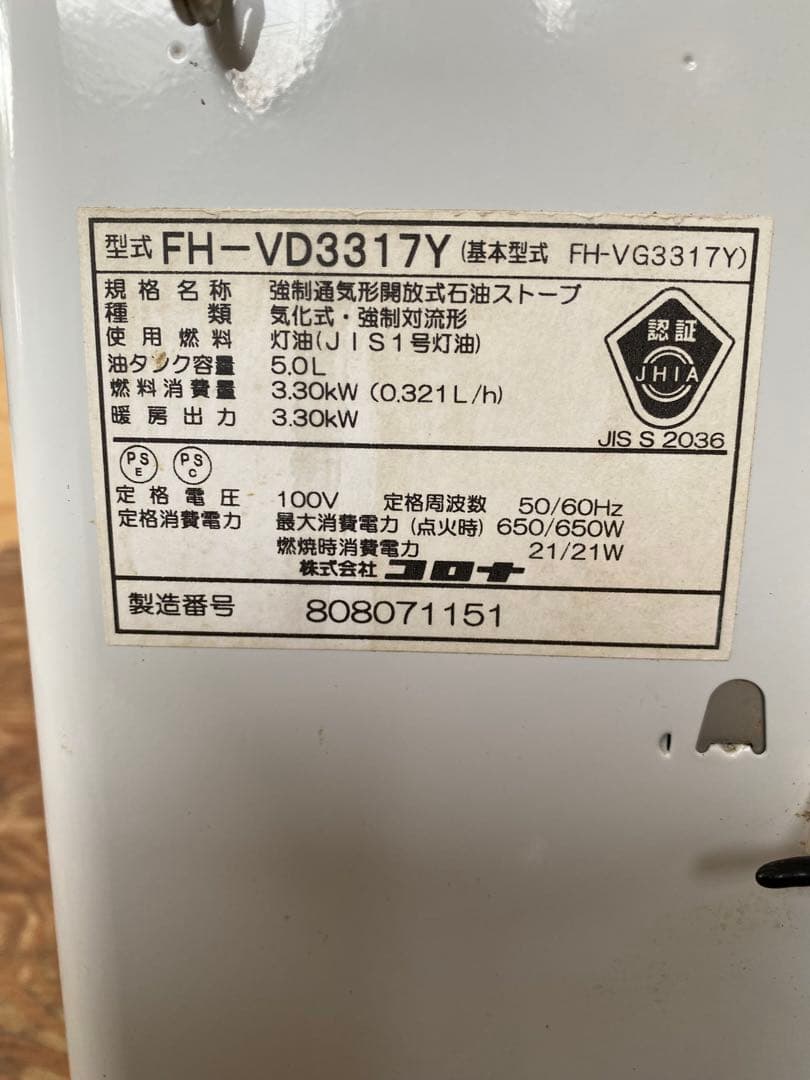 型式 FH-VD3317Y (基本型式 FH-VG3317Y)
規格名称 強制通気形開放式石油ストーブ
種類 気化式・強制対流形
使用燃料 灯油(JIS1号灯油)
油タンク容量 5.0L
燃料消費量 3.30kW (0.321L/h)
暖房出力 3.30kW
認証
JHIA
JIS S 2036
PS E PS C
定格電圧 100V 定格周波数 50/60Hz
定格消費電力 最大消費電力(点火時) 650/650W
燃焼時消費電力 21/21W
株式会社 コロナ
製造番号 808071151